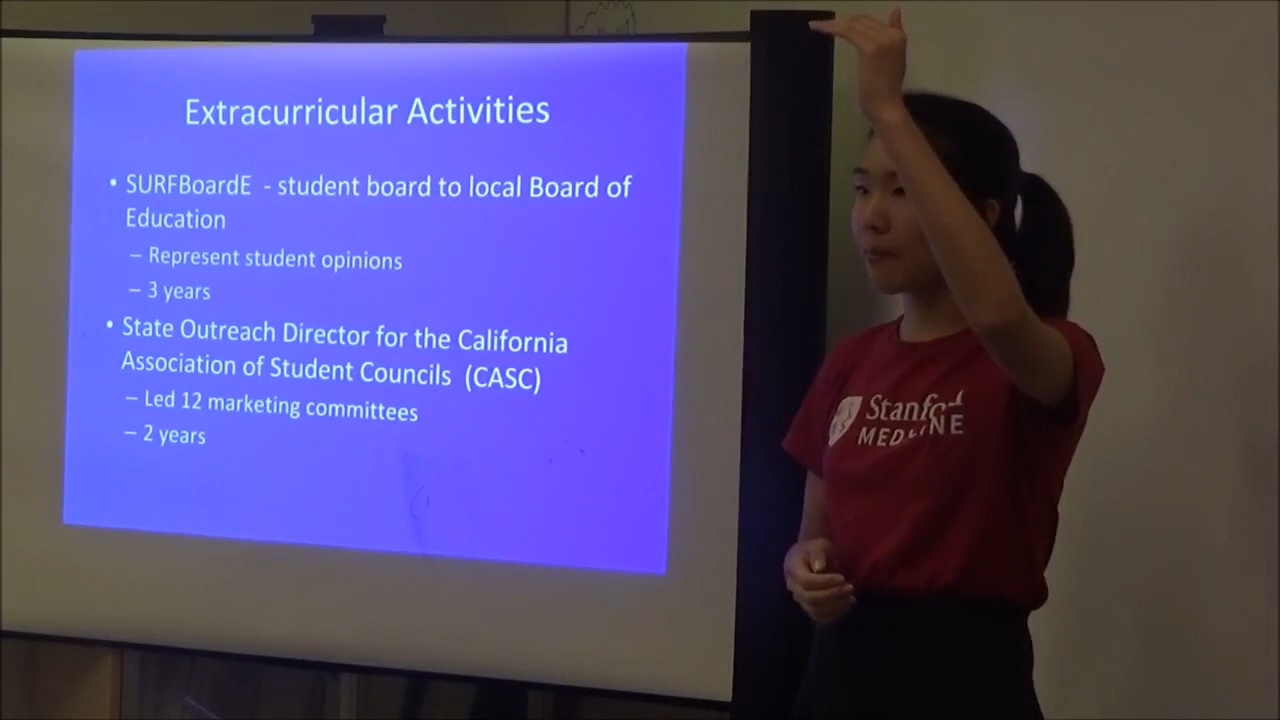 Extracurricular Activities
• SURFBoardE - student board to local Board of
Education
– Represent student opinions
– 3 years
• State Outreach Director for the California
Association of Student Councils (CASC)
– Led 12 marketing committees
– 2 years
Stanford
MEDICINE